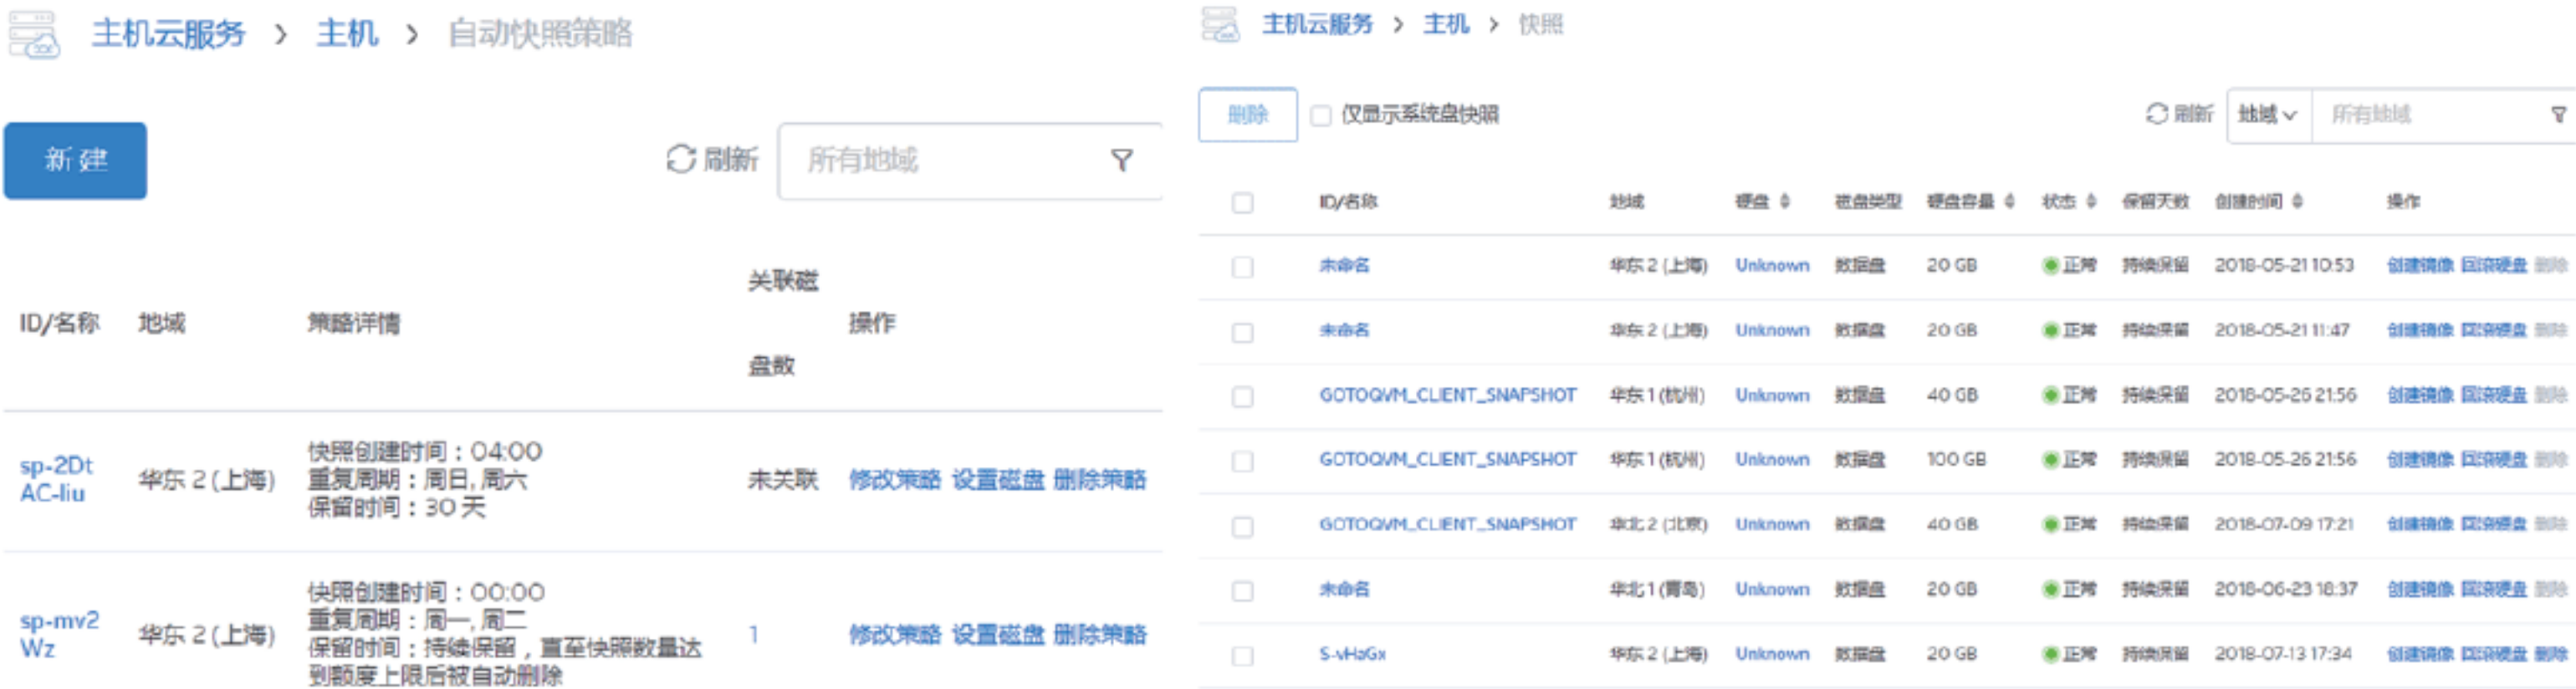 主机云服务 > 主机 > 自动快照策略
新建 刷新 所有地域
ID/名称 地域 策略详情 关联磁盘数 操作
sp-2DtAC-liu 华东 2 (上海) 快照创建时间：04:00
重复周期：周日, 周六
保留时间：30 天
未关联 修改策略 设置磁盘 删除策略
sp-mv2Wz 华东 2 (上海) 快照创建时间：00:00
重复周期：周一, 周二
保留时间：持续保留，直至快照数量达
到额度上限后被自动删除
1 修改策略 设置磁盘 删除策略
主机云服务 > 主机 > 快照
删除 仅显示系统盘快照 刷新 地域 所有地域
ID/名称 地域 硬盘 磁盘类型 硬盘容量 状态 保留天数 创建时间 操作
未命名 华东 2 (上海) Unknown 数据盘 20 GB 正常 持续保留 2018-05-21 10:53 创建镜像 回滚硬盘 删除
未命名 华东 2 (上海) Unknown 数据盘 20 GB 正常 持续保留 2018-05-21 11:47 创建镜像 回滚硬盘 删除
GOTOQVM_CLIENT_SNAPSHOT 华东 1 (杭州) Unknown 数据盘 40 GB 正常 持续保留 2018-05-26 21:56 创建镜像 回滚硬盘 删除
GOTOQVM_CLIENT_SNAPSHOT 华东 1 (杭州) Unknown 数据盘 100 GB 正常 持续保留 2018-05-26 21:56 创建镜像 回滚硬盘 删除
GOTOQVM_CLIENT_SNAPSHOT 华北 2 (北京) Unknown 数据盘 40 GB 正常 持续保留 2018-07-09 17:21 创建镜像 回滚硬盘 删除
未命名 华北 1 (青岛) Unknown 数据盘 20 GB 正常 持续保留 2018-06-23 18:37 创建镜像 回滚硬盘 删除
S-vHaGx 华东 2 (上海) Unknown 数据盘 20 GB 正常 持续保留 2018-07-13 17:34 创建镜像 回滚硬盘 删除